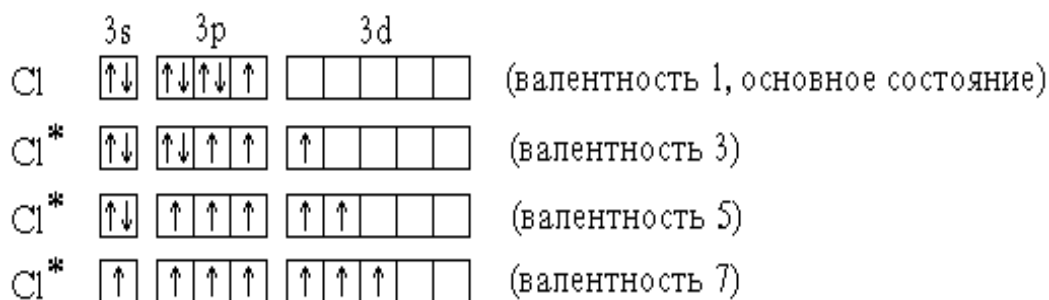 3s 3p 3d
Cl ↑↓ ↑↓ ↑↓ ↑ (валентность 1, основное состояние)
Cl* ↑↓ ↑↓ ↑ ↑ ↑ (валентность 3)
Cl* ↑↓ ↑ ↑ ↑ ↑ ↑ (валентность 5)
Cl* ↑ ↑ ↑ ↑ ↑ ↑ ↑ (валентность 7)